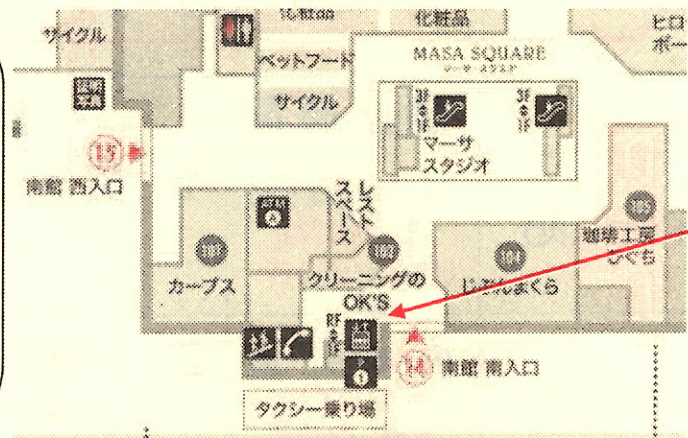 化粧品
化粧品
サイクル
ペットフード
サイクル
MASA SQUARE
マーサ スクエア
3F
1F
3F
1F
マーサ
スタジオ
15
南館 西入口
レスト
スペース
カーブス
クリーニングの
OK'S
じぶんまくら
珈琲工房
ひぐち
RF
1F
14
南館 南入口
タクシー乗り場